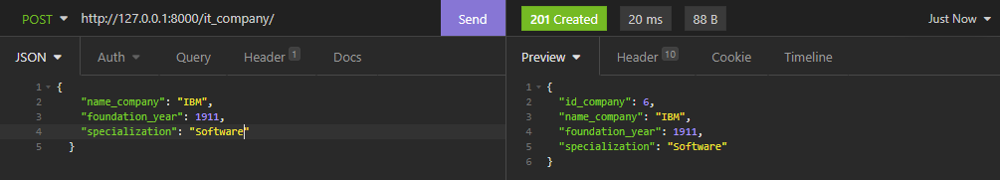 POST http://127.0.0.1:8000/it_company/ Send
JSON Auth Query Header 1 Docs
1 {
2 "name_company": "IBM",
3 "foundation_year": 1911,
4 "specialization": "Software"
5 }
201 Created 20 ms 88 B Just Now
Preview Header 10 Cookie Timeline
1 {
2 "id_company": 6,
3 "name_company": "IBM",
4 "foundation_year": 1911,
5 "specialization": "Software"
6 }